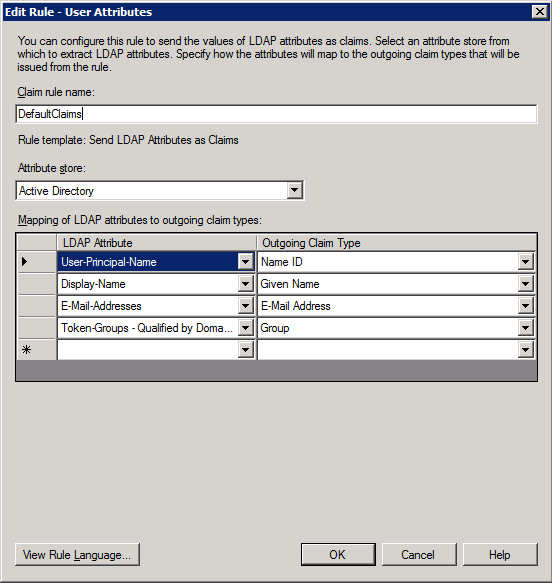 Edit Rule - User Attributes
You can configure this rule to send the values of LDAP attributes as claims. Select an attribute store from
which to extract LDAP attributes. Specify how the attributes will map to the outgoing claim types that will be
issued from the rule.
Claim rule name:
DefaultClaims
Rule template: Send LDAP Attributes as Claims
Attribute store:
Active Directory
Mapping of LDAP attributes to outgoing claim types:
LDAP Attribute Outgoing Claim Type
User-Principal-Name Name ID
Display-Name Given Name
E-Mail-Addresses E-Mail Address
Token-Groups - Qualified by Doma... Group
View Rule Language... OK Cancel Help